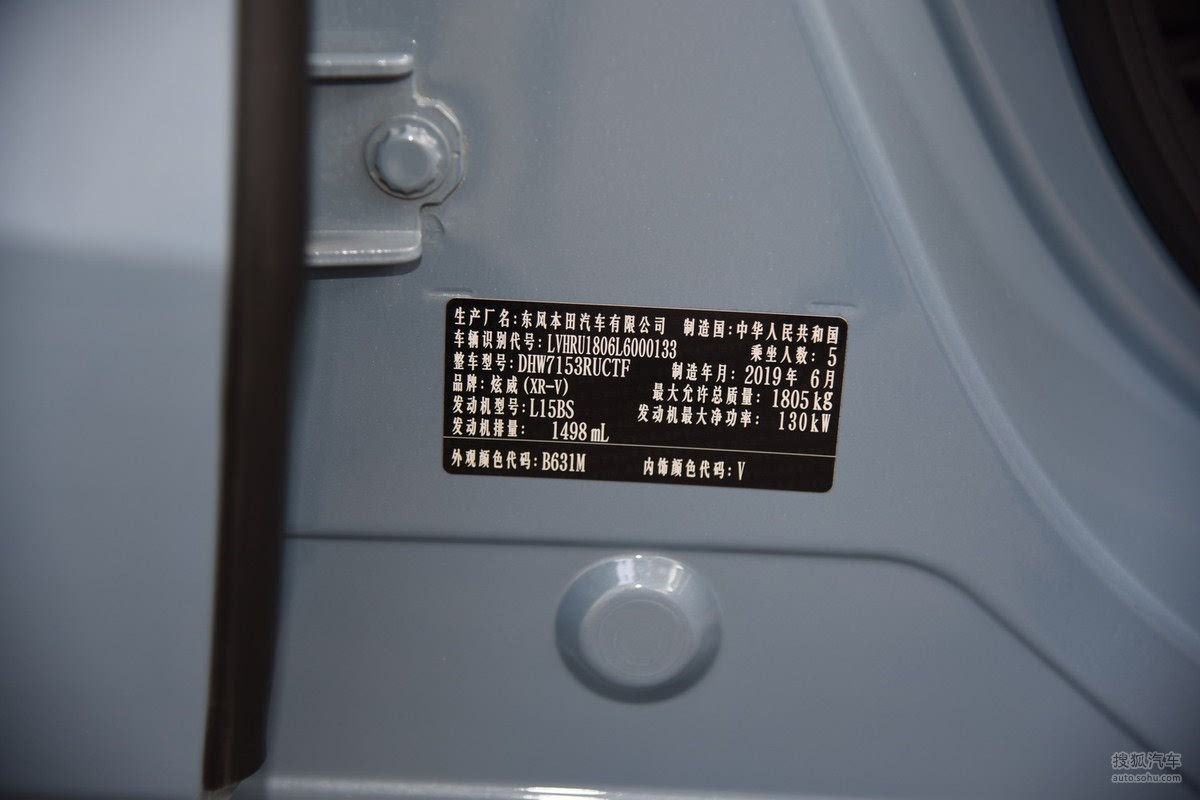 生产厂名:东风本田汽车有限公司 制造国:中华人民共和国
车辆识别代号:LVHRU1806L6000133 乘坐人数: 5
整车型号:DHW7153RUCTF 制造年月: 2019年 6月
品牌: 炫威(XR-V) 最大允许总质量: 1805kg
发动机型号:L15BS 发动机最大净功率: 130kW
发动机排量: 1498mL
外观颜色代码:B631M 内饰颜色代码:V
搜狐汽车
auto.sohu.com